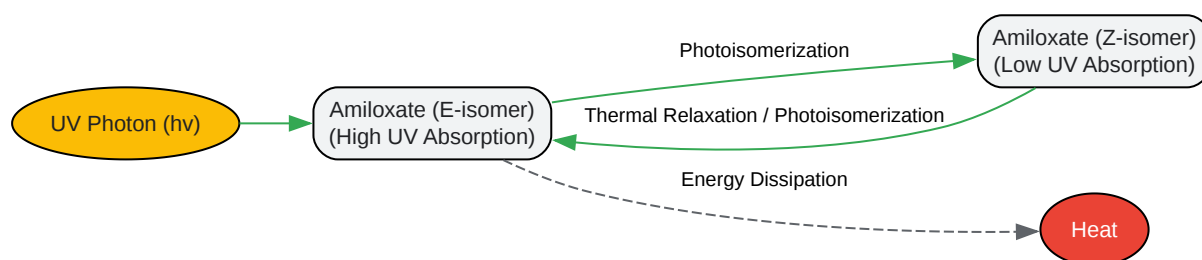 UV Photon (hv)
Amiloxate (E-isomer)
(High UV Absorption)
Photoisomerization
Thermal Relaxation / Photoisomerization
Energy Dissipation
Amiloxate (Z-isomer)
(Low UV Absorption)
Heat